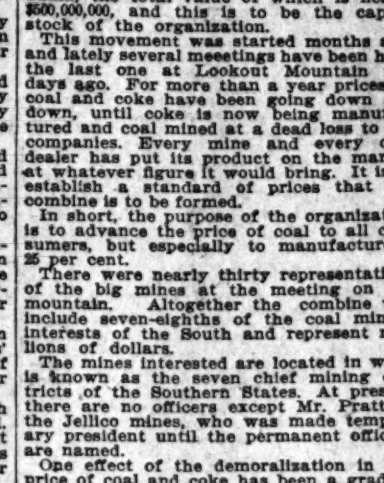 $500,000,000, and this is to be the cap
stock of the organization.
This movement was started months
and lately several meeetings have been h
the last one at Lookout Mountain
days ago. For more than a year prices
coal and coke have been going down
down, until coke is now being manu
tured and coal mined at a dead loss to
companies. Every mine and every
dealer has put its product on the mar
at whatever figure it would bring. It is
establish a standard of prices that
combine is to be formed.
In short, the purpose of the organiza
is to advance the price of coal to all c
sumers, but especially to manufactur
25 per cent.
There were nearly thirty representati
of the big mines at the meeting on
mountain. Altogether the combine
include seven-eighths of the coal min
interests of the South and represent
lions of dollars.
The mines interested are located in w
is known as the seven chief mining
tricts of the Southern States. At pres
there are no officers except Mr. Pratt
the Jellico mines, who was made temp
ary president until the permanent offic
are named.
One effect of the demoralization in
price of coal and coke has been a grad